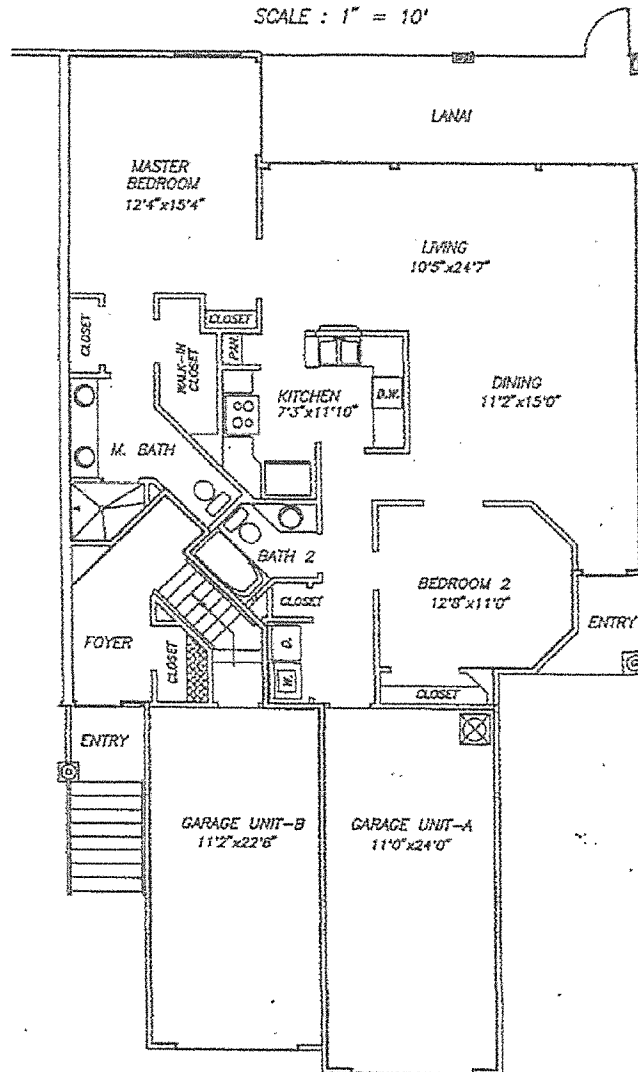 SCALE : 1" = 10'
LANAI
MASTER
BEDROOM
12'4"x15'4"
LIVING
10'5"x24'7"
CLOSET
CLOSET
WALK-IN
CLOSET
PAN.
KITCHEN
7'3"x11'10"
D.W.
DINING
11'2"x15'0"
M. BATH
BATH 2
BEDROOM 2
12'8"x11'0"
CLOSET
ENTRY
FOYER
CLOSET
D.
W.
CLOSET
ENTRY
GARAGE UNIT-B
11'2"x22'6"
GARAGE UNIT-A
11'0"x24'0"